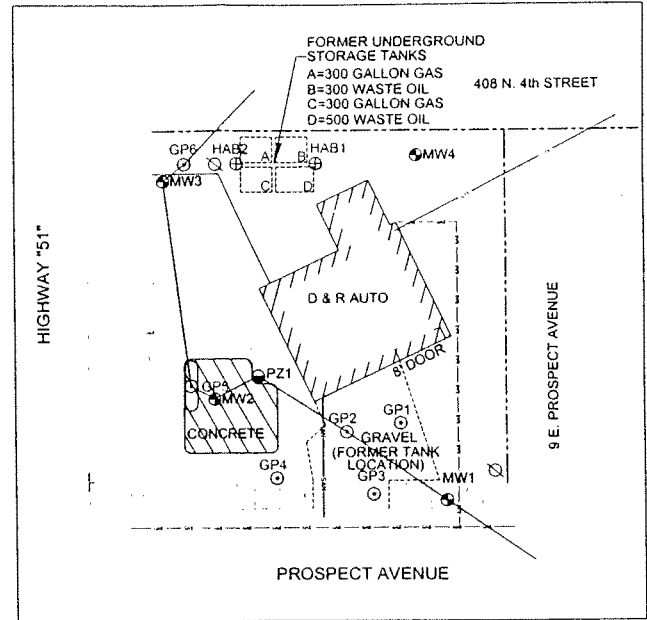 FORMER UNDERGROUND
STORAGE TANKS
A=300 GALLON GAS
B=300 WASTE OIL
C=300 GALLON GAS
D=500 WASTE OIL
408 N. 4th STREET
GP6
HAB2
A
B
HAB1
MW4
MW3
C
D
HIGHWAY "51"
D & R AUTO
8' DOOR
9 E. PROSPECT AVENUE
PZ1
GP5
MW2
CONCRETE
GP2
GP1
GRAVEL
(FORMER TANK
LOCATION)
GP4
GP3
MW1
PROSPECT AVENUE